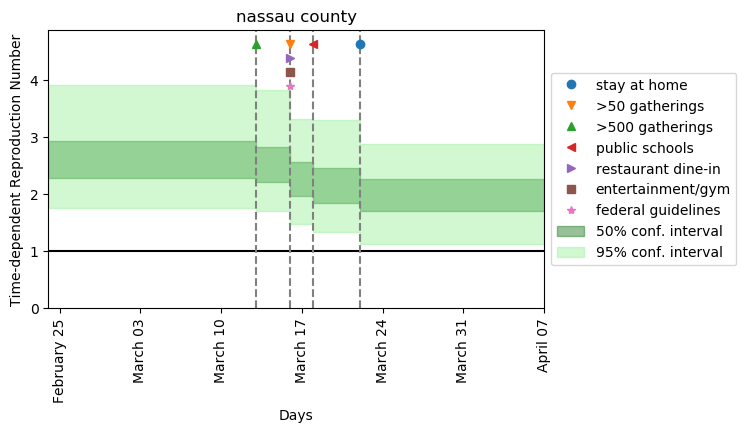 nassau county
Time-dependent Reproduction Number
4
3
2
1
0
February 25
March 03
March 10
March 17
March 24
March 31
April 07
Days
stay at home
>50 gatherings
>500 gatherings
public schools
restaurant dine-in
entertainment/gym
federal guidelines
50% conf. interval
95% conf. interval